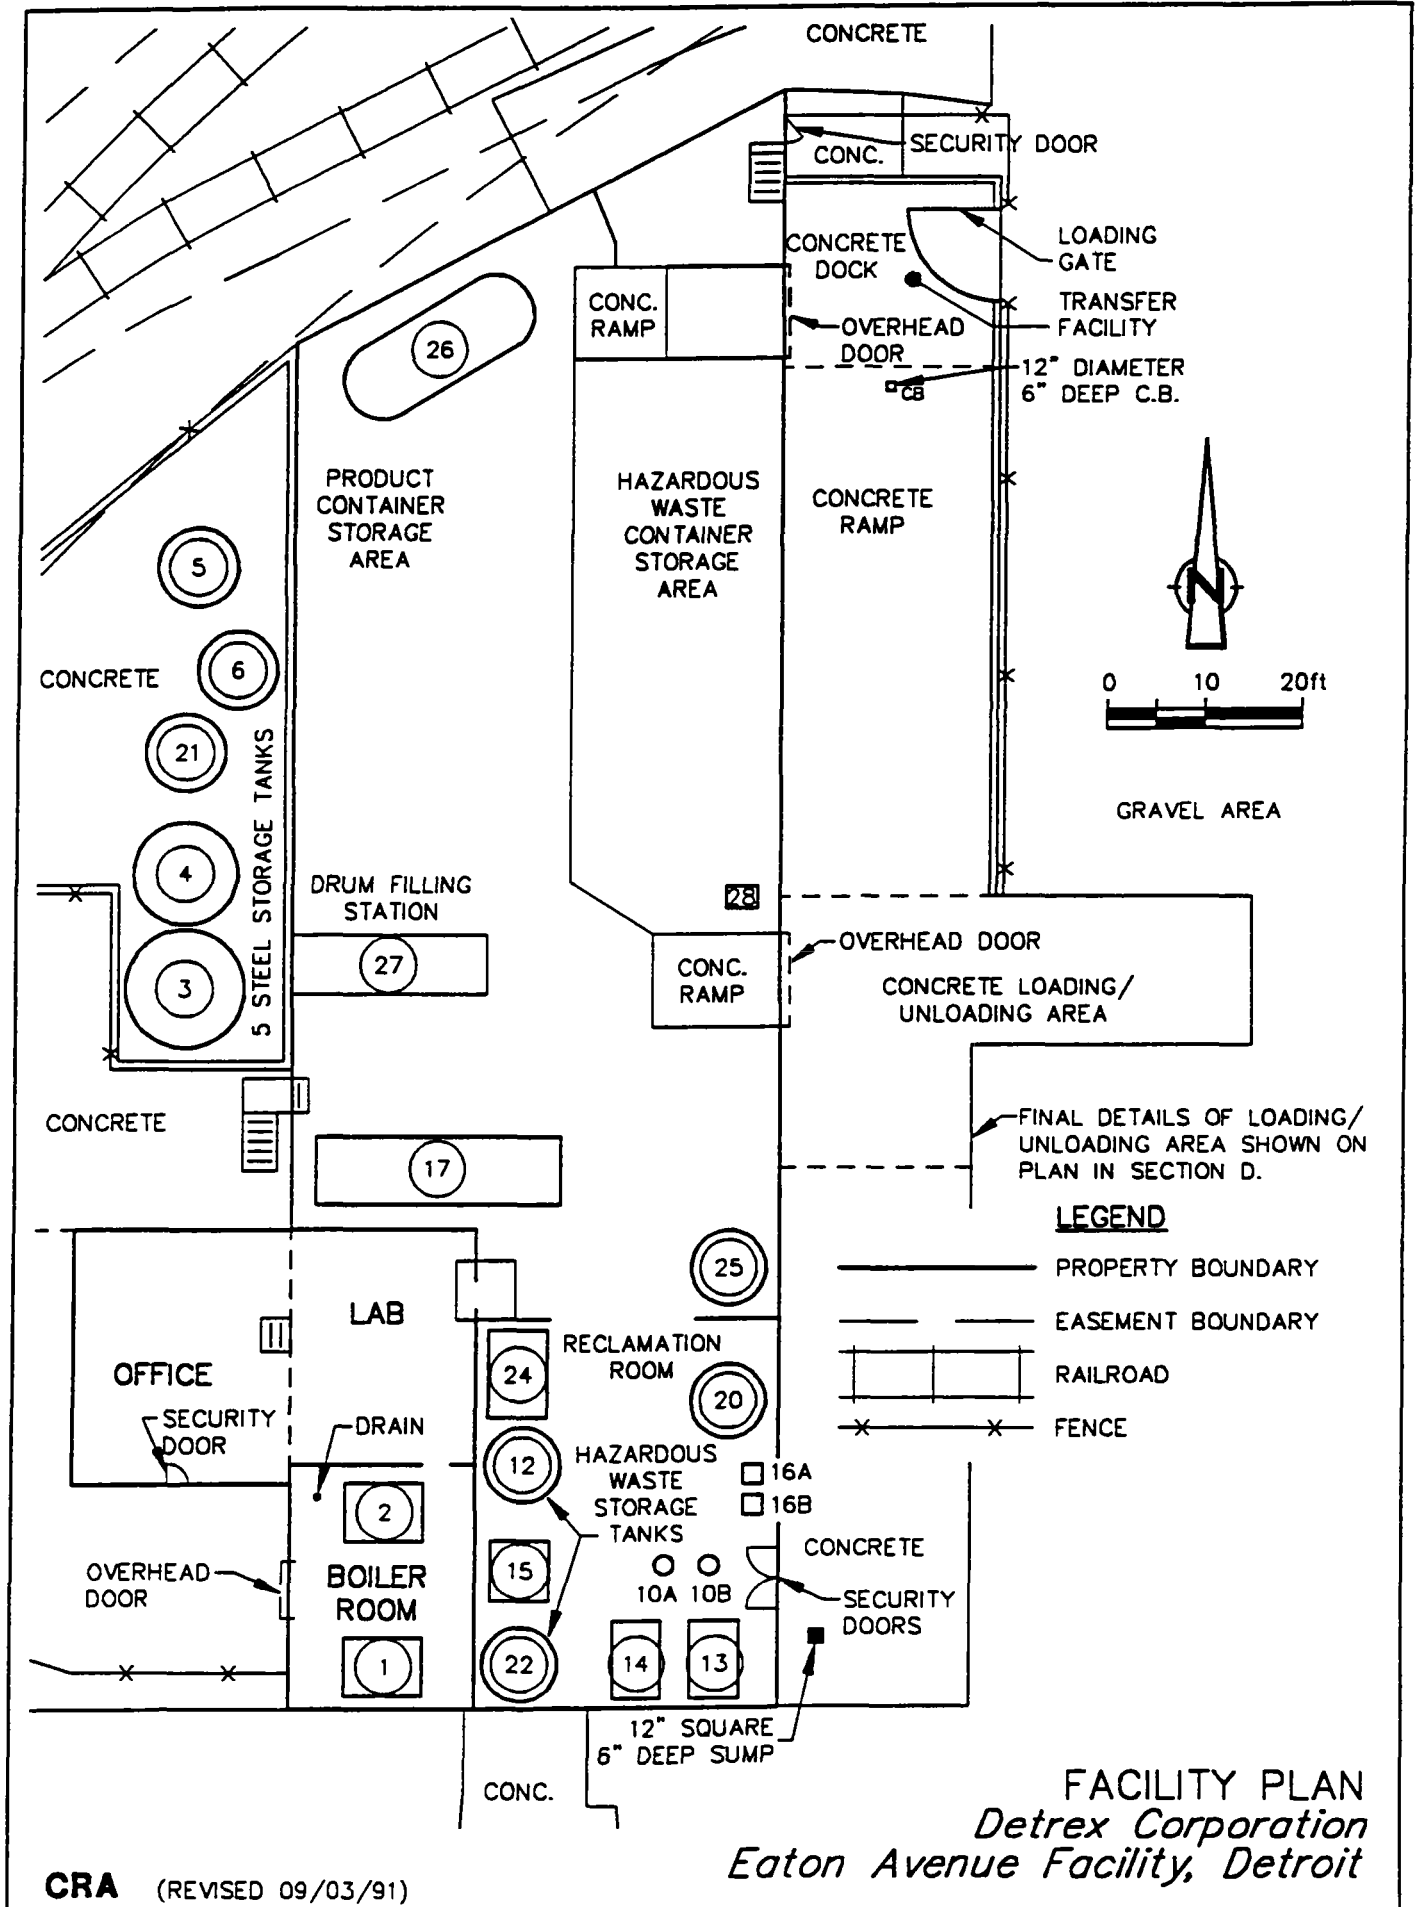 CONCRETE
SECURITY DOOR
CONC.
CONCRETE
DOCK
LOADING
GATE
TRANSFER
FACILITY
CONC.
RAMP
OVERHEAD
DOOR
12" DIAMETER
6" DEEP C.B.
CB
26
PRODUCT
CONTAINER
STORAGE
AREA
HAZARDOUS
WASTE
CONTAINER
STORAGE
AREA
CONCRETE
RAMP
N
5
6
CONCRETE
21
4
3
5 STEEL STORAGE TANKS
0 10 20ft
GRAVEL AREA
DRUM FILLING
STATION
27
28
CONC.
RAMP
OVERHEAD DOOR
CONCRETE LOADING/
UNLOADING AREA
CONCRETE
17
FINAL DETAILS OF LOADING/
UNLOADING AREA SHOWN ON
PLAN IN SECTION D.
LEGEND
PROPERTY BOUNDARY
EASEMENT BOUNDARY
RAILROAD
FENCE
25
LAB
OFFICE
SECURITY
DOOR
DRAIN
RECLAMATION
ROOM
24
20
12
HAZARDOUS
WASTE
STORAGE
TANKS
16A
16B
2
BOILER
ROOM
OVERHEAD
DOOR
15
10A 10B
CONCRETE
SECURITY
DOORS
1
22
14
13
12" SQUARE
6" DEEP SUMP
CONC.
FACILITY PLAN
Detrex Corporation
Eaton Avenue Facility, Detroit
CRA (REVISED 09/03/91)